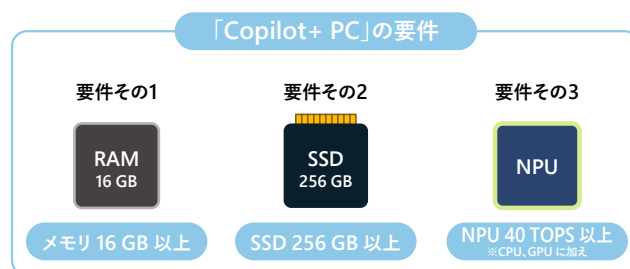 「Copilot+ PC」の要件
要件その1
要件その2
要件その3
RAM
16 GB
SSD
256 GB
NPU
メモリ 16 GB 以上
SSD 256 GB 以上
NPU 40 TOPS 以上
※CPU、GPU に加え